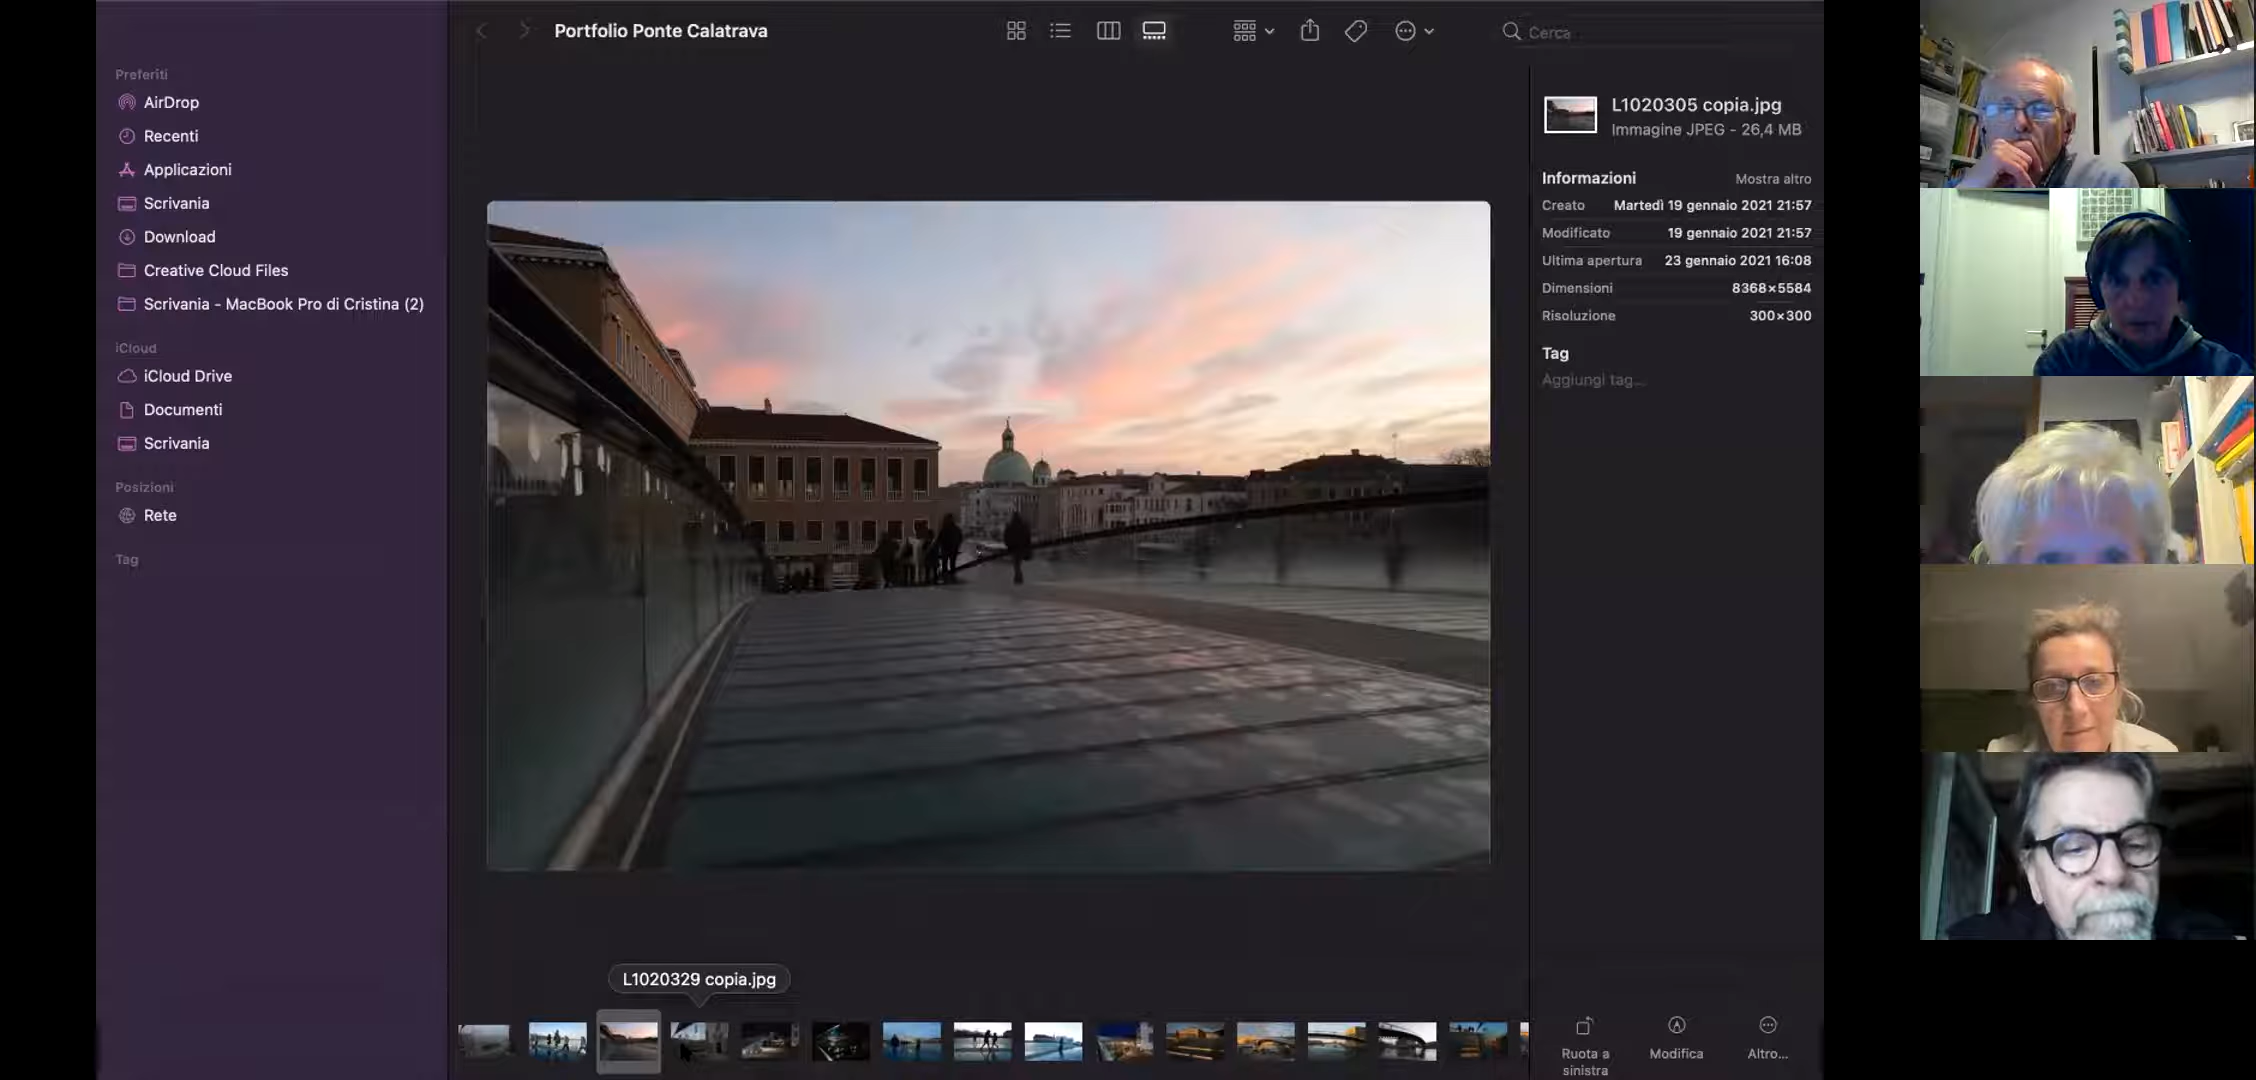 Portfolio Ponte Calatrava
Cerca
Preferiti
AirDrop
Recenti
Applicazioni
Scrivania
Download
Creative Cloud Files
Scrivania - MacBook Pro di Cristina (2)
iCloud
iCloud Drive
Documenti
Scrivania
Posizioni
Rete
Tag
L1020305 copia.jpg
Immagine JPEG - 26,4 MB
Informazioni Mostra altro
Creato Martedì 19 gennaio 2021 21:57
Modificato 19 gennaio 2021 21:57
Ultima apertura 23 gennaio 2021 16:08
Dimensioni 8368×5584
Risoluzione 300×300
Tag
Aggiungi tag...
L1020329 copia.jpg
Ruota a
sinistra
Modifica
Altro...